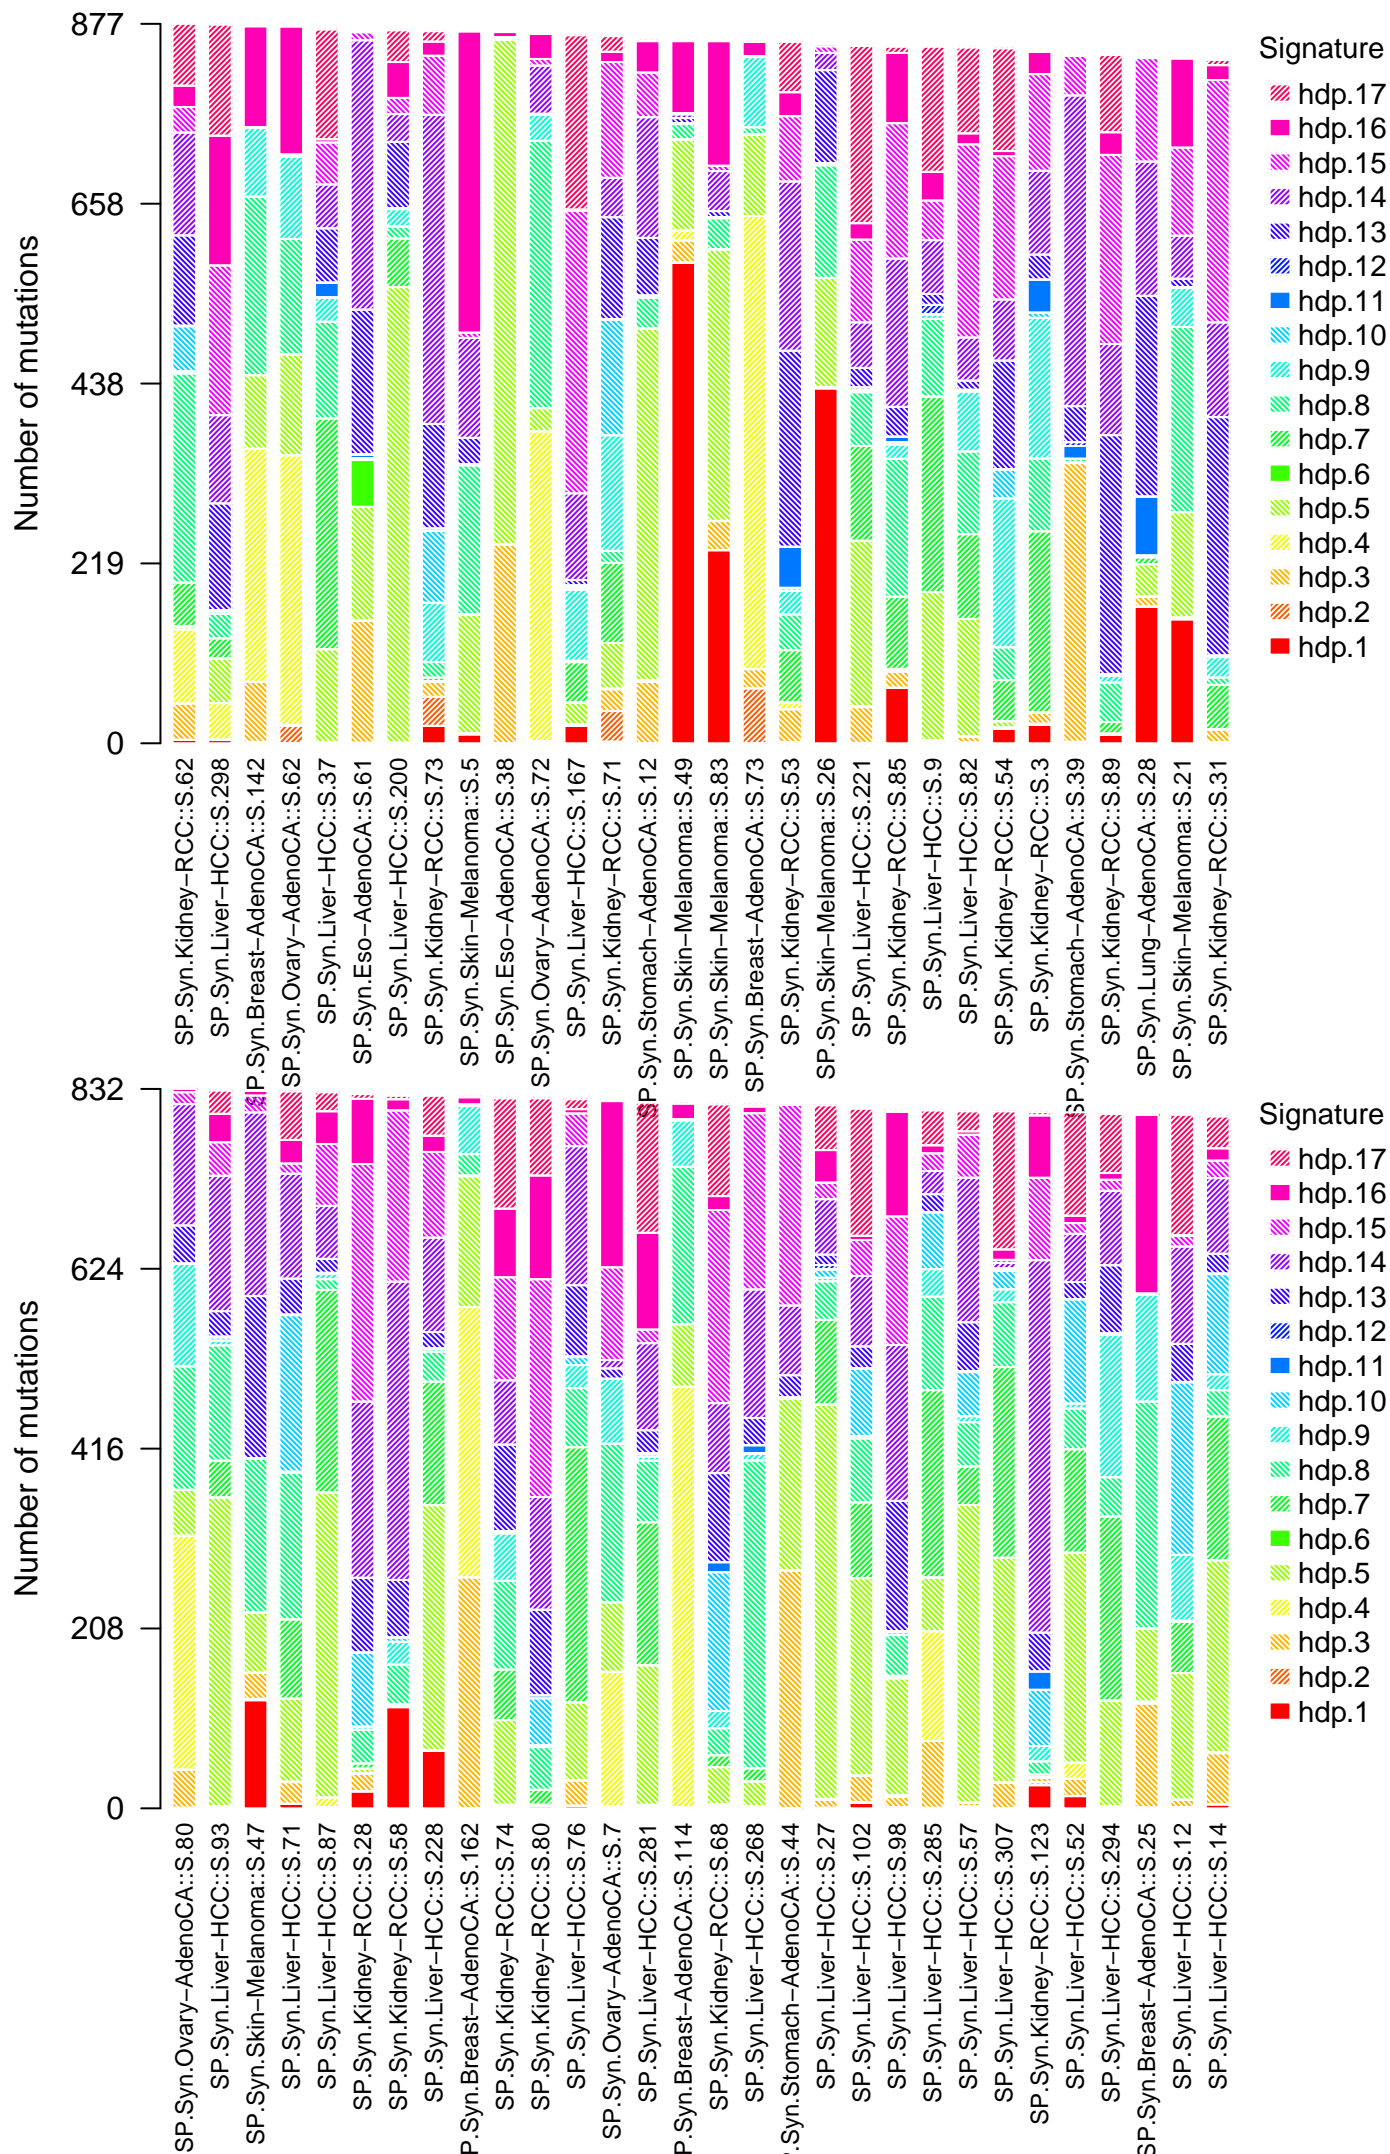 877
658
438
219
0
Number of mutations
Signature
hdp.17
hdp.16
hdp.15
hdp.14
hdp.13
hdp.12
hdp.11
hdp.10
hdp.9
hdp.8
hdp.7
hdp.6
hdp.5
hdp.4
hdp.3
hdp.2
hdp.1
SP.Syn.Kidney−RCC::S.62
SP.Syn.Liver−HCC::S.298
SP.Syn.Breast−AdenoCA::S.142
SP.Syn.Ovary−AdenoCA::S.62
SP.Syn.Liver−HCC::S.37
SP.Syn.Eso−AdenoCA::S.61
SP.Syn.Liver−HCC::S.200
SP.Syn.Kidney−RCC::S.73
SP.Syn.Skin−Melanoma::S.5
SP.Syn.Eso−AdenoCA::S.38
SP.Syn.Ovary−AdenoCA::S.72
SP.Syn.Liver−HCC::S.167
SP.Syn.Kidney−RCC::S.71
SP.Syn.Stomach−AdenoCA::S.12
SP.Syn.Skin−Melanoma::S.49
SP.Syn.Skin−Melanoma::S.83
SP.Syn.Breast−AdenoCA::S.73
SP.Syn.Kidney−RCC::S.53
SP.Syn.Skin−Melanoma::S.26
SP.Syn.Liver−HCC::S.221
SP.Syn.Kidney−RCC::S.85
SP.Syn.Liver−HCC::S.9
SP.Syn.Liver−HCC::S.82
SP.Syn.Kidney−RCC::S.54
SP.Syn.Kidney−RCC::S.3
SP.Syn.Stomach−AdenoCA::S.39
SP.Syn.Kidney−RCC::S.89
SP.Syn.Lung−AdenoCA::S.28
SP.Syn.Skin−Melanoma::S.21
SP.Syn.Kidney−RCC::S.31
832
624
416
208
0
Number of mutations
Signature
hdp.17
hdp.16
hdp.15
hdp.14
hdp.13
hdp.12
hdp.11
hdp.10
hdp.9
hdp.8
hdp.7
hdp.6
hdp.5
hdp.4
hdp.3
hdp.2
hdp.1
SP.Syn.Ovary−AdenoCA::S.80
SP.Syn.Liver−HCC::S.93
SP.Syn.Skin−Melanoma::S.47
SP.Syn.Liver−HCC::S.71
SP.Syn.Liver−HCC::S.87
SP.Syn.Kidney−RCC::S.28
SP.Syn.Kidney−RCC::S.58
SP.Syn.Liver−HCC::S.228
P.Syn.Breast−AdenoCA::S.162
SP.Syn.Kidney−RCC::S.74
SP.Syn.Kidney−RCC::S.80
SP.Syn.Liver−HCC::S.76
SP.Syn.Ovary−AdenoCA::S.7
SP.Syn.Liver−HCC::S.281
P.Syn.Breast−AdenoCA::S.114
SP.Syn.Kidney−RCC::S.68
SP.Syn.Liver−HCC::S.268
.Syn.Stomach−AdenoCA::S.44
SP.Syn.Liver−HCC::S.27
SP.Syn.Liver−HCC::S.102
SP.Syn.Liver−HCC::S.98
SP.Syn.Liver−HCC::S.285
SP.Syn.Liver−HCC::S.57
SP.Syn.Liver−HCC::S.307
SP.Syn.Kidney−RCC::S.123
SP.Syn.Liver−HCC::S.52
SP.Syn.Liver−HCC::S.294
SP.Syn.Breast−AdenoCA::S.25
SP.Syn.Liver−HCC::S.12
SP.Syn.Liver−HCC::S.14